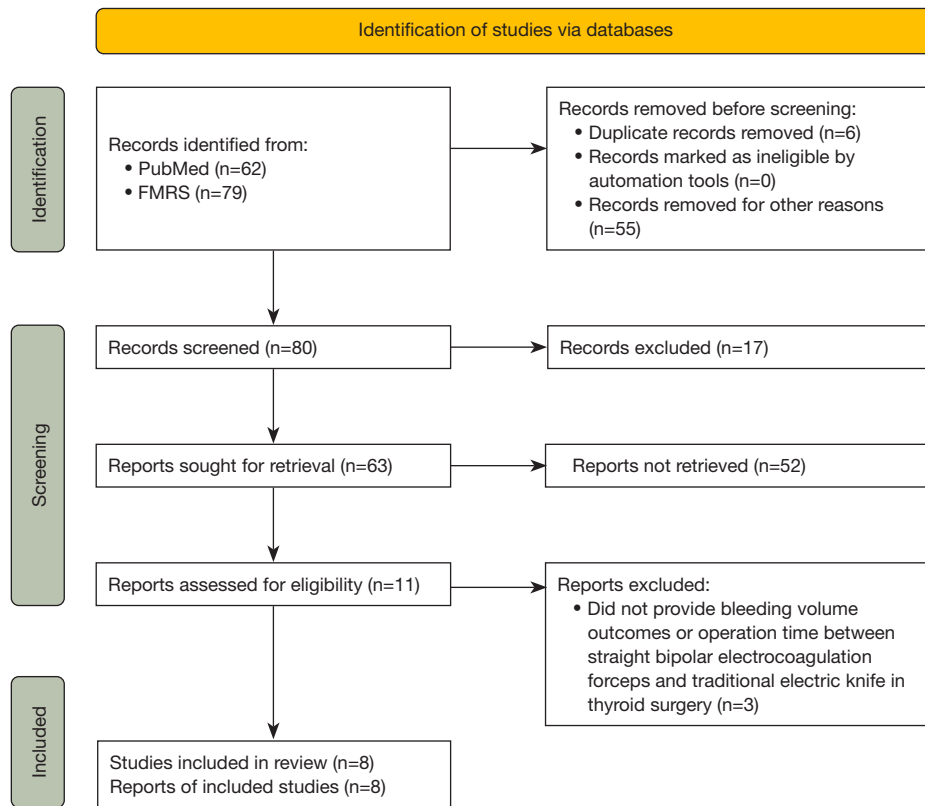 Identification of studies via databases
Identification
Records identified from:
• PubMed (n=62)
• FMRS (n=79)
Records removed before screening:
• Duplicate records removed (n=6)
• Records marked as ineligible by
automation tools (n=0)
• Records removed for other reasons
(n=55)
Screening
Records screened (n=80)
Records excluded (n=17)
Reports sought for retrieval (n=63)
Reports not retrieved (n=52)
Reports assessed for eligibility (n=11)
Reports excluded:
• Did not provide bleeding volume
outcomes or operation time between
straight bipolar electrocoagulation
forceps and traditional electric knife in
thyroid surgery (n=3)
Included
Studies included in review (n=8)
Reports of included studies (n=8)